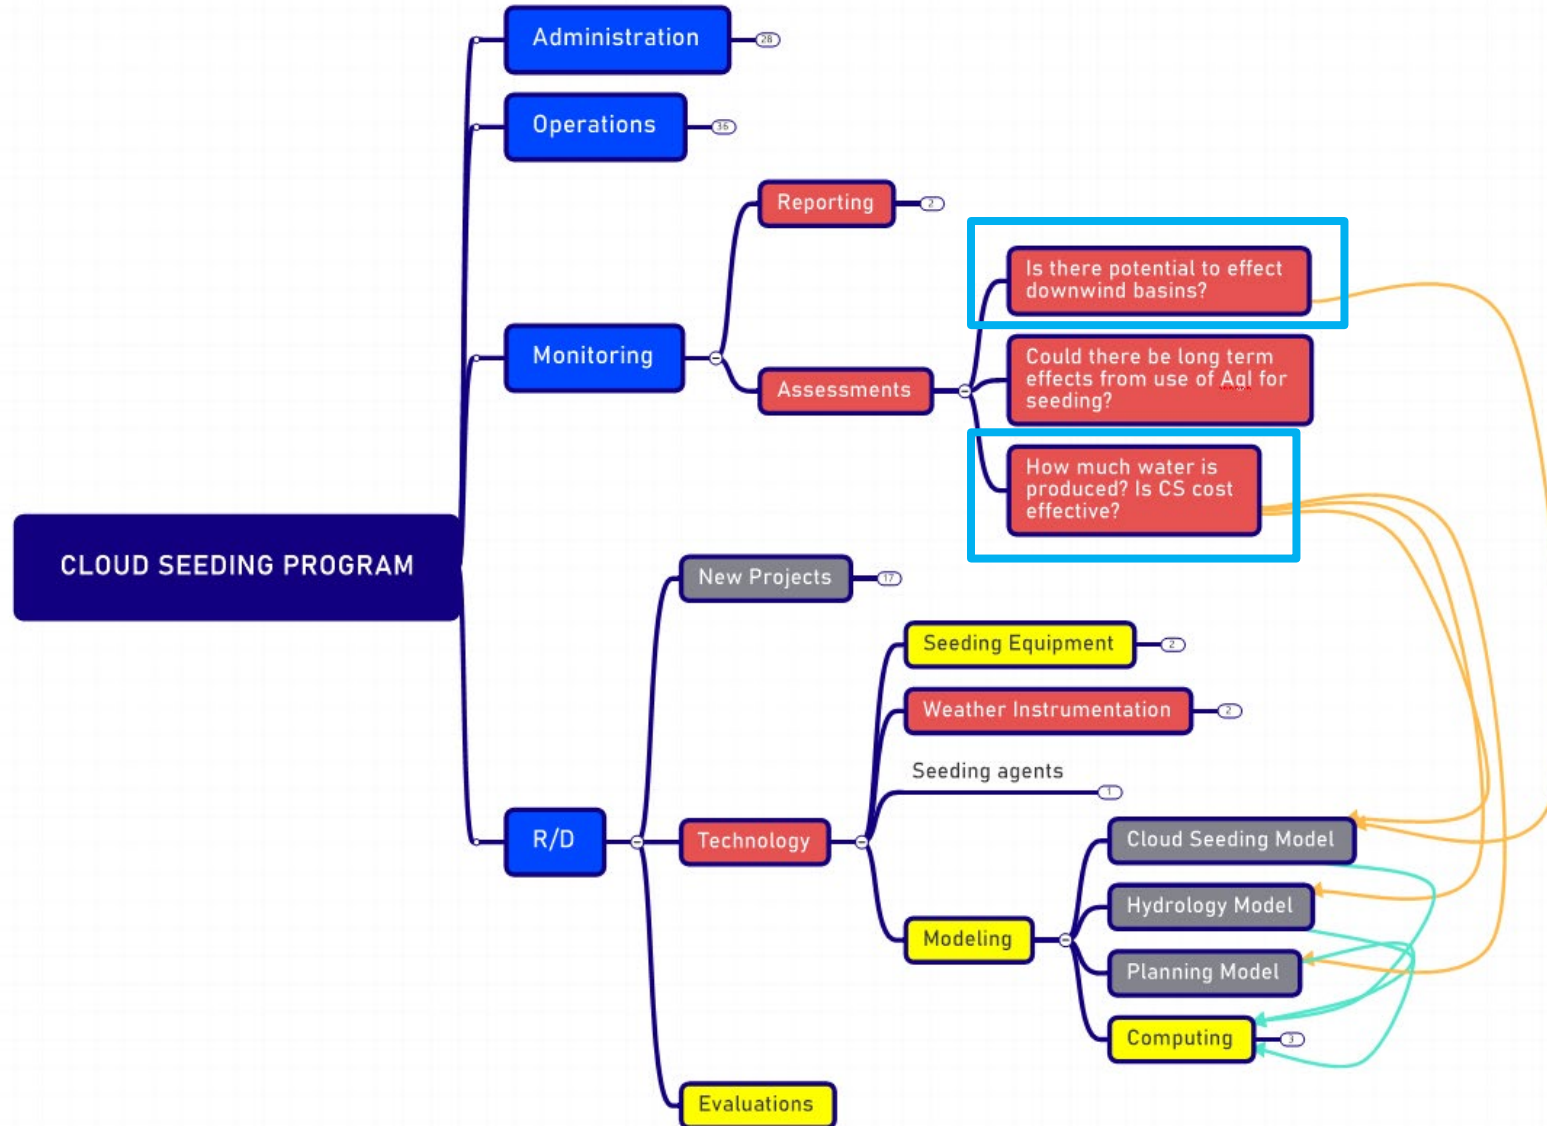 Administration
28
Operations
36
Reporting
2
Is there potential to effect
downwind basins?
Monitoring
Assessments
Could there be long term
effects from use of AgI for
seeding?
How much water is
produced? Is CS cost
effective?
CLOUD SEEDING PROGRAM
New Projects
17
Seeding Equipment
2
Weather Instrumentation
2
Seeding agents
1
R/D
Technology
Cloud Seeding Model
Hydrology Model
Modeling
Planning Model
Computing
3
Evaluations